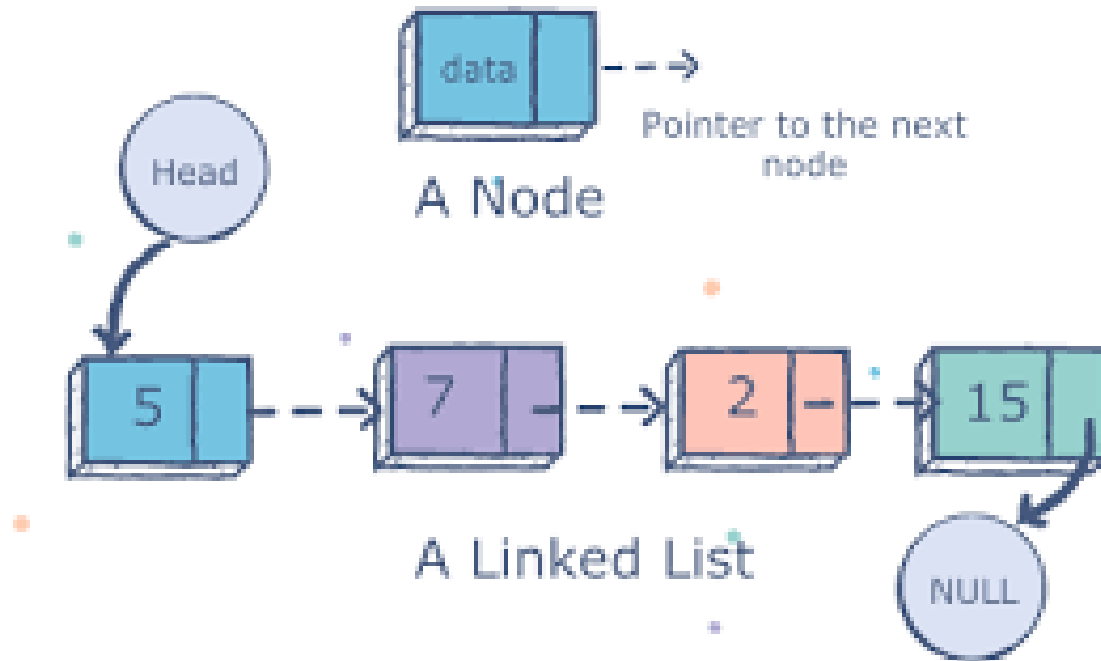 data
Pointer to the next
node
A Node
Head
5
7
2
15
A Linked List
NULL